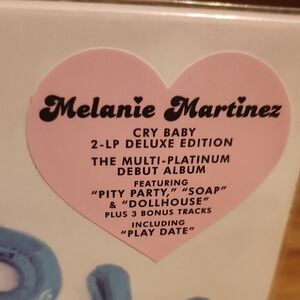 Melanie Martinez
CRY BABY
2-LP DELUXE EDITION
THE MULTI-PLATINUM
DEBUT ALBUM
FEATURING
"PITY PARTY," "SOAP"
& "DOLLHOUSE"
PLUS 3 BONUS TRACKS
INCLUDING
"PLAY DATE"